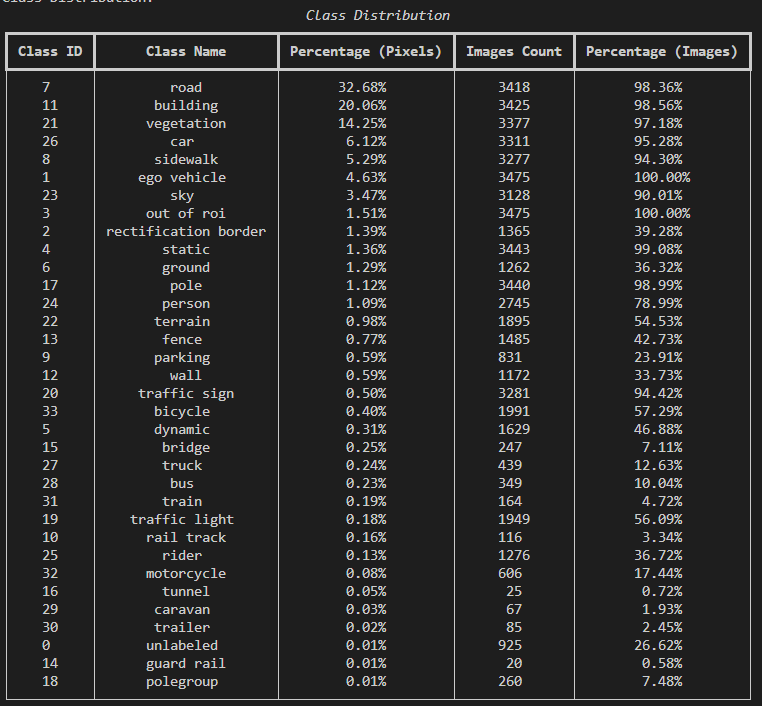 Class Distribution:
Class Distribution
Class ID Class Name Percentage (Pixels) Images Count Percentage (Images)
7 road 32.68% 3418 98.36%
11 building 20.06% 3425 98.56%
21 vegetation 14.25% 3377 97.18%
26 car 6.12% 3311 95.28%
8 sidewalk 5.29% 3277 94.30%
1 ego vehicle 4.63% 3475 100.00%
23 sky 3.47% 3128 90.01%
3 out of roi 1.51% 3475 100.00%
2 rectification border 1.39% 1365 39.28%
4 static 1.36% 3443 99.08%
6 ground 1.29% 1262 36.32%
17 pole 1.12% 3440 98.99%
24 person 1.09% 2745 78.99%
22 terrain 0.98% 1895 54.53%
13 fence 0.77% 1485 42.73%
9 parking 0.59% 831 23.91%
12 wall 0.59% 1172 33.73%
20 traffic sign 0.50% 3281 94.42%
33 bicycle 0.40% 1991 57.29%
5 dynamic 0.31% 1629 46.88%
15 bridge 0.25% 247 7.11%
27 truck 0.24% 439 12.63%
28 bus 0.23% 349 10.04%
31 train 0.19% 164 4.72%
19 traffic light 0.18% 1949 56.09%
10 rail track 0.16% 116 3.34%
25 rider 0.13% 1276 36.72%
32 motorcycle 0.08% 606 17.44%
16 tunnel 0.05% 25 0.72%
29 caravan 0.03% 67 1.93%
30 trailer 0.02% 85 2.45%
0 unlabeled 0.01% 925 26.62%
14 guard rail 0.01% 20 0.58%
18 polegroup 0.01% 260 7.48%